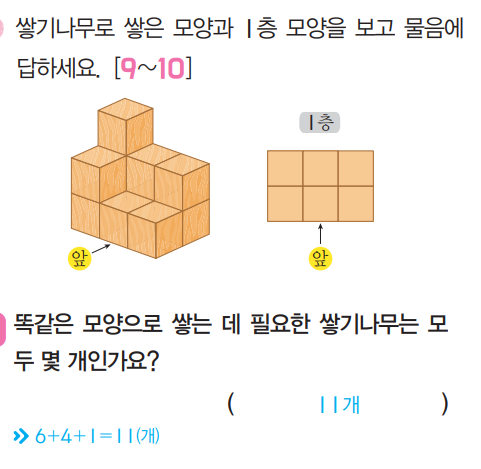 쌓기나무로 쌓은 모양과 1층 모양을 보고 물음에
답하세요. [9~10]
1층
앞
앞
똑같은 모양으로 쌓는 데 필요한 쌓기나무는 모
두 몇 개인가요?
( 11개 )
≫ 6+4+1=11(개)